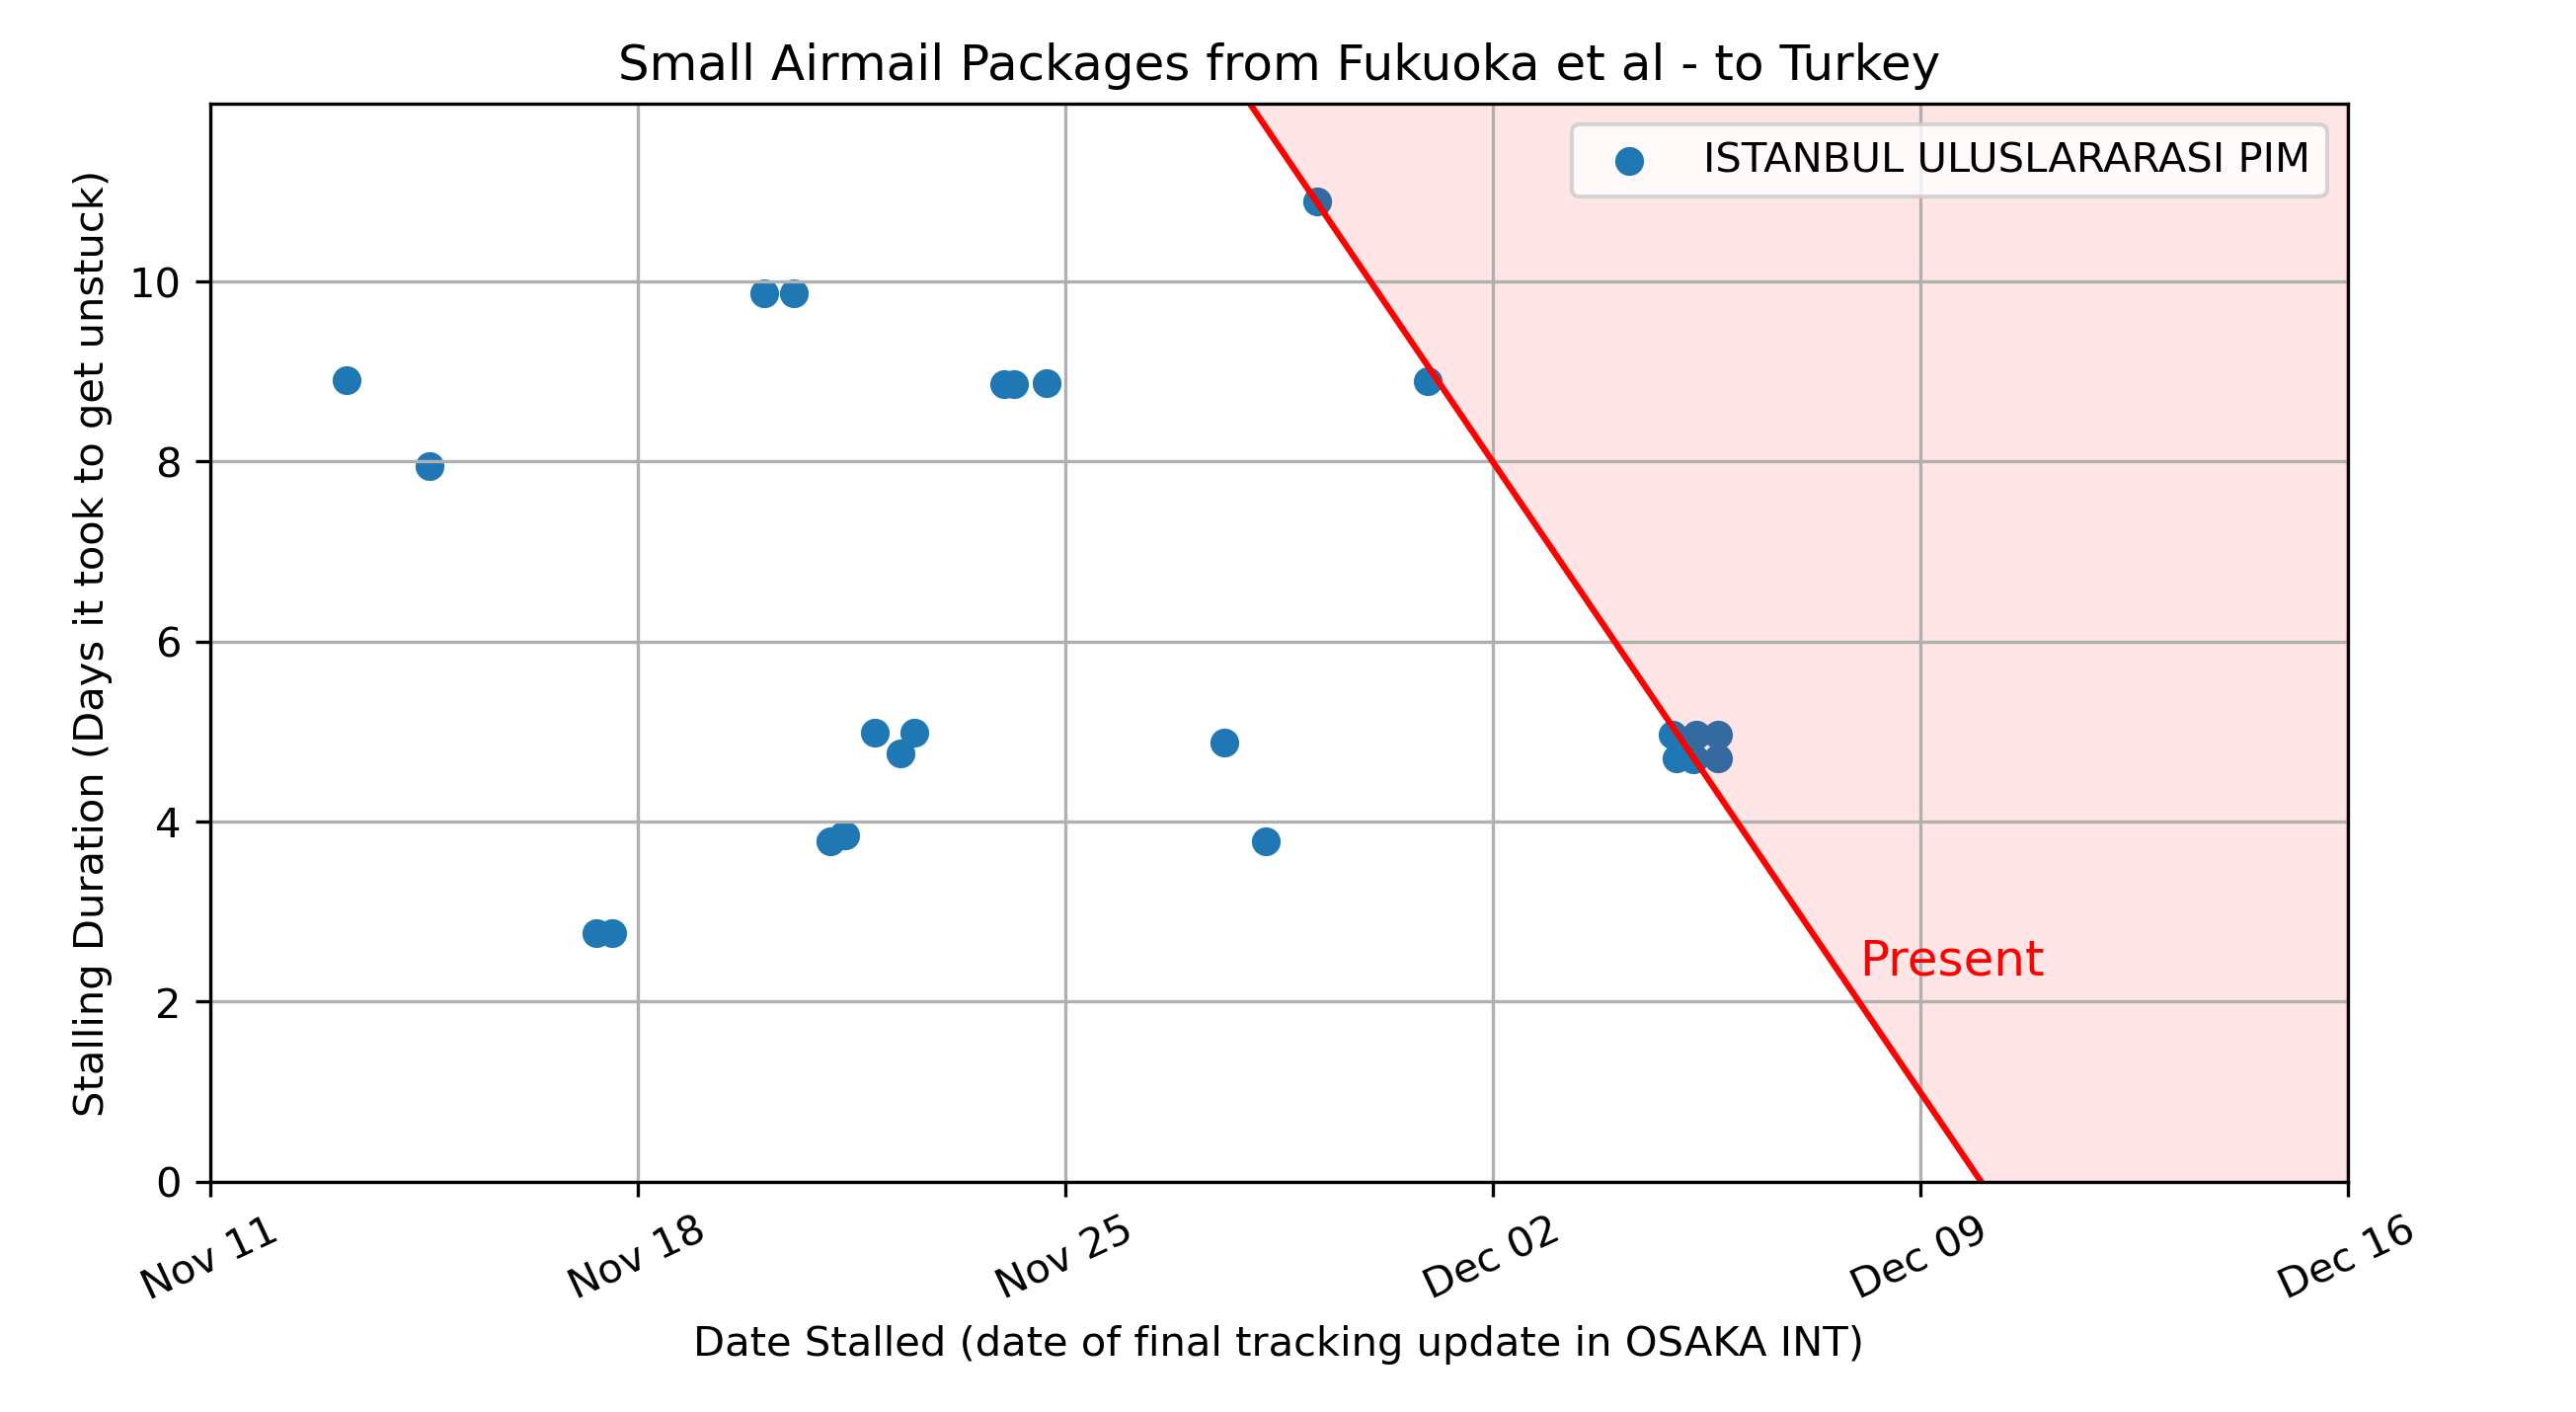 Small Airmail Packages from Fukuoka et al - to Turkey
ISTANBUL ULUSLARARASI PIM
Stalling Duration (Days it took to get unstuck)
10
8
6
4
2
0
Present
Nov 11
Nov 18
Nov 25
Dec 02
Dec 09
Dec 16
Date Stalled (date of final tracking update in OSAKA INT)